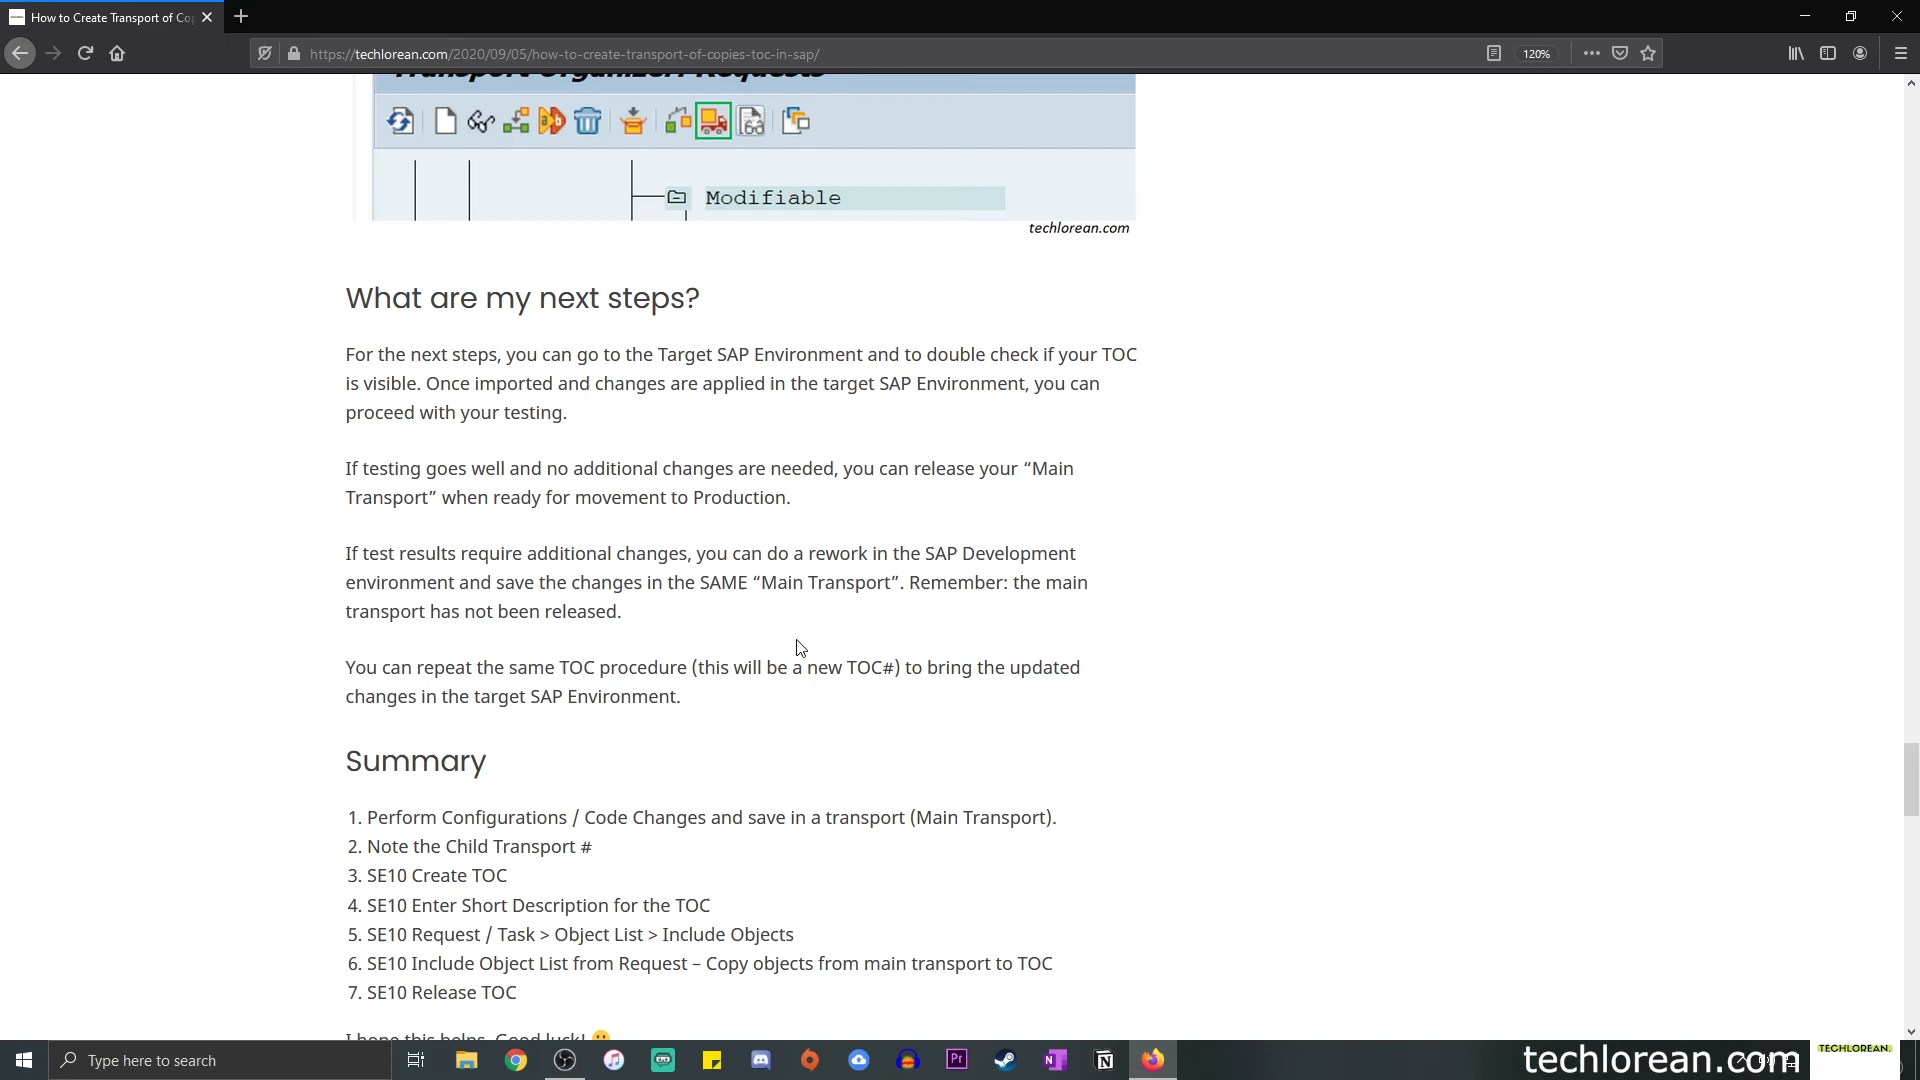 How to Create Transport of Co
https://techlorean.com/2020/09/05/how-to-create-transport-of-copies-toc-in-sap/
120%
Transport Organizer: Requests
Modifiable
techlorean.com
What are my next steps?
For the next steps, you can go to the Target SAP Environment and to double check if your TOC
is visible. Once imported and changes are applied in the target SAP Environment, you can
proceed with your testing.
If testing goes well and no additional changes are needed, you can release your “Main
Transport” when ready for movement to Production.
If test results require additional changes, you can do a rework in the SAP Development
environment and save the changes in the SAME “Main Transport”. Remember: the main
transport has not been released.
You can repeat the same TOC procedure (this will be a new TOC#) to bring the updated
changes in the target SAP Environment.
Summary
1. Perform Configurations / Code Changes and save in a transport (Main Transport).
2. Note the Child Transport #
3. SE10 Create TOC
4. SE10 Enter Short Description for the TOC
5. SE10 Request / Task > Object List > Include Objects
6. SE10 Include Object List from Request – Copy objects from main transport to TOC
7. SE10 Release TOC
I hope this helps. Good luck!
Type here to search
Pr
techlorean.com
TECHLOREAN.